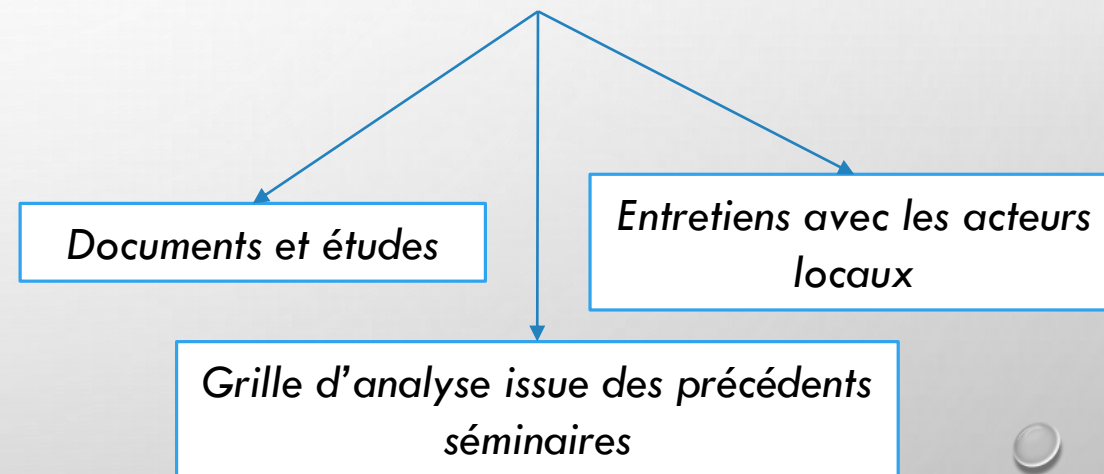 Documents et études
Entretiens avec les acteurs
locaux
Grille d'analyse issue des précédents
séminaires